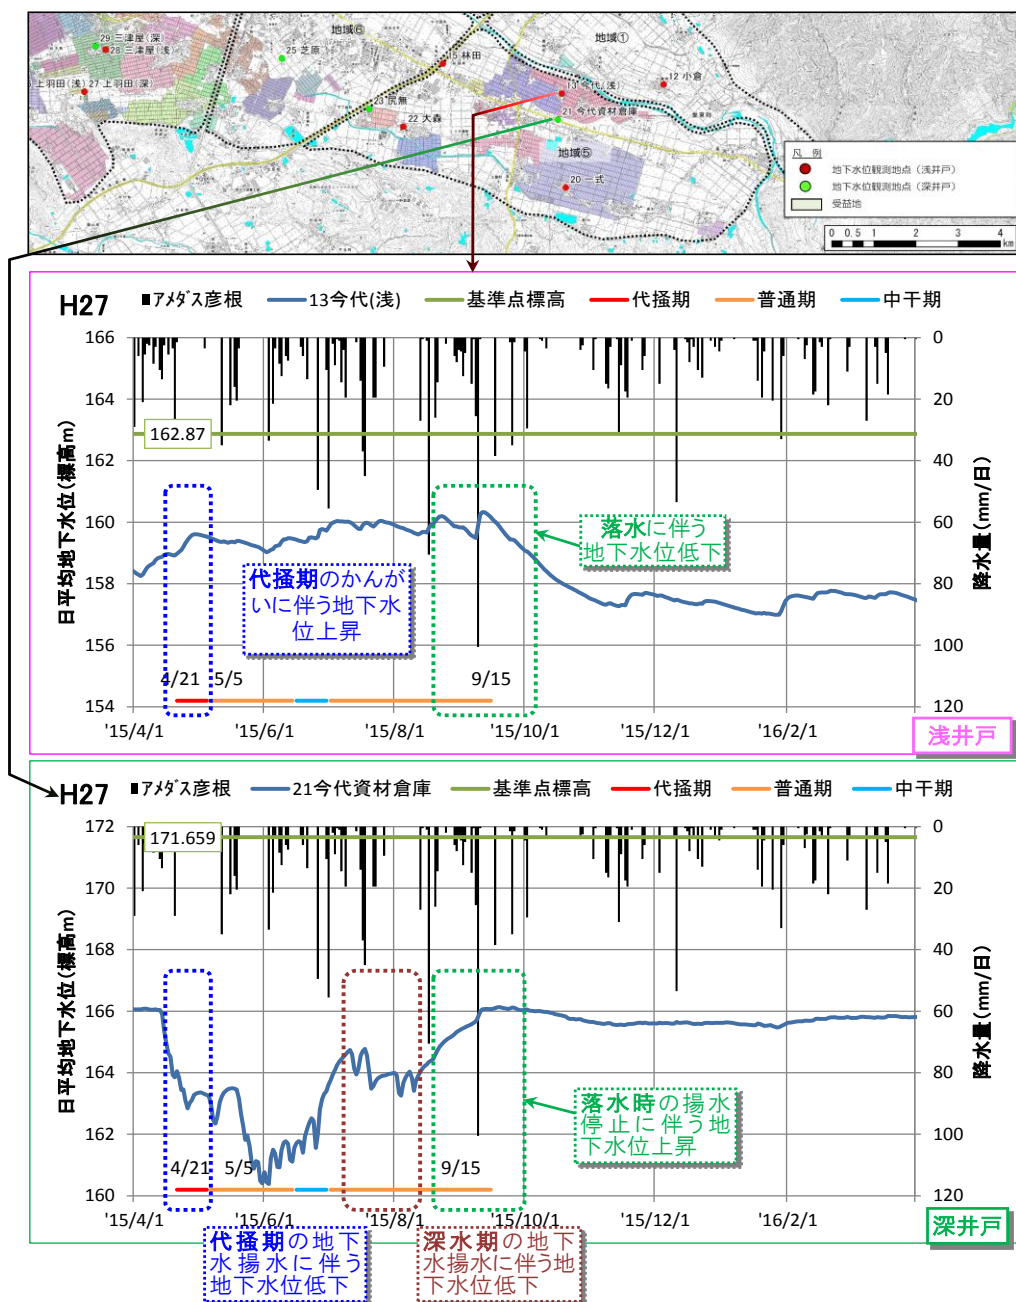 29 三津屋(深)
28 三津屋(浅)
上羽田(浅) 27 上羽田(深)
25 芝原
地域⑥
15 林田
地域①
13 今代(浅)
12 小倉
23 尻無
22 大森
21 今代資材倉庫
地域⑤
20 一式
凡 例
地下水位観測地点（浅井戸）
地下水位観測地点（深井戸）
受益地
0 0.5 1 2 3 4
km
H27
ｱﾒﾀﾞｽ彦根 13今代(浅) 基準点標高 代掻期 普通期 中干期
166
164
162
160
158
156
154
日平均地下水位(標高m)
162.87
0
20
40
60
80
100
120
降水量(mm/日)
代掻期のかんが
いに伴う地下水
位上昇
落水に伴う
地下水位低下
4/21 5/5 9/15
'15/4/1 '15/6/1 '15/8/1 '15/10/1 '15/12/1 '16/2/1
浅井戸
H27
ｱﾒﾀﾞｽ彦根 21今代資材倉庫 基準点標高 代掻期 普通期 中干期
172
170
168
166
164
162
160
日平均地下水位(標高m)
171.659
0
20
40
60
80
100
120
降水量(mm/日)
落水時の揚水
停止に伴う地
下水位上昇
4/21 5/5 9/15
'15/4/1 '15/6/1 '15/8/1 '15/10/1 '15/12/1 '16/2/1
深井戸
代掻期の地下
水揚水に伴う
地下水位低下
深水期の地下
水揚水に伴う地
下水位低下